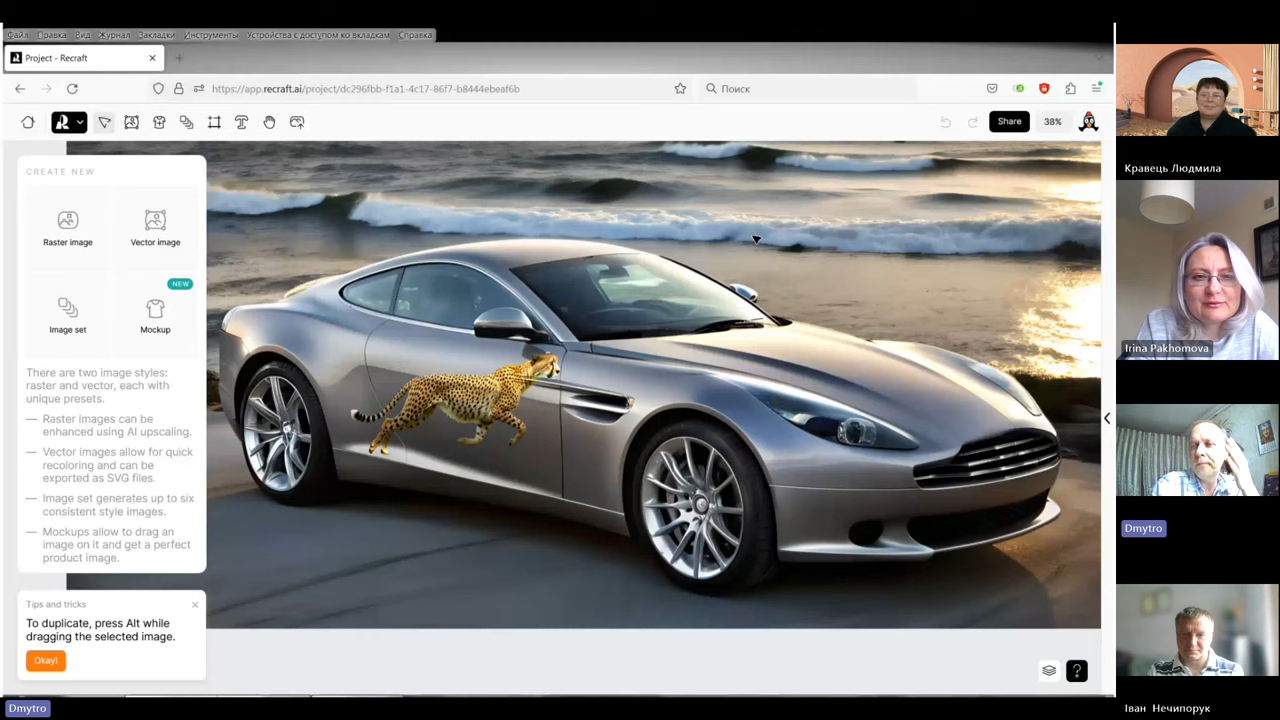 Файл Правка Вид Журнал Закладки Инструменты Устройства с доступом ко вкладкам Справка
Project - Recraft
https://app.recraft.ai/project/dc296fbb-f1a1-4c17-86f7-b8444ebeaf6b
Поиск
Share
38%
CREATE NEW
Raster image
Vector image
NEW
Image set
Mockup
There are two image styles:
raster and vector, each with
unique presets.
— Raster images can be
enhanced using AI upscaling.
— Vector images allow for quick
recoloring and can be
exported as SVG files.
— Image set generates up to six
consistent style images.
— Mockups allow to drag an
image on it and get a perfect
product image.
Tips and tricks
To duplicate, press Alt while
dragging the selected image.
Okay!
?
Dmytro
Кравець Людмила
Irina Pakhomova
Dmytro
Іван Нечипорук